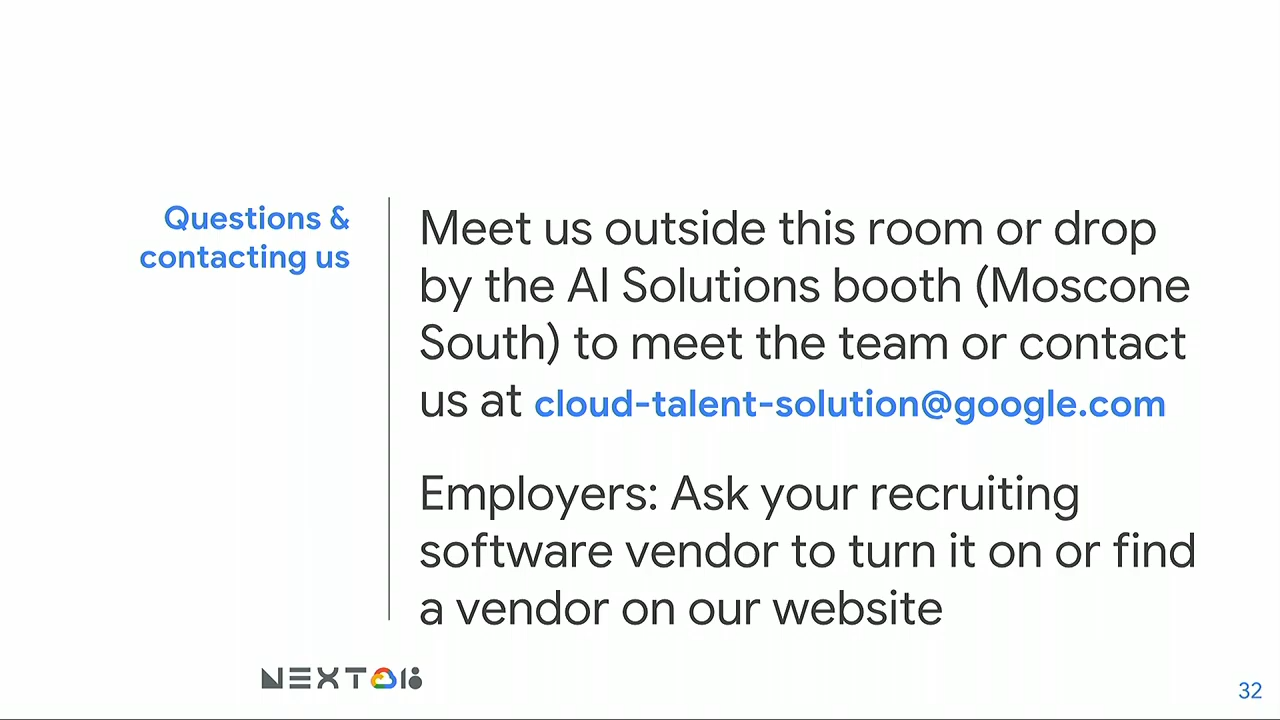 Questions &
contacting us
Meet us outside this room or drop
by the AI Solutions booth (Moscone
South) to meet the team or contact
us at cloud-talent-solution@google.com
Employers: Ask your recruiting
software vendor to turn it on or find
a vendor on our website
NEXT 18
32